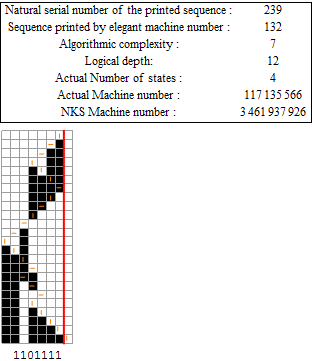 Natural serial number of the printed sequence : 239
Sequence printed by elegant machine number : 132
Algorithmic complexity : 7
Logical depth: 12
Actual Number of states : 4
Actual Machine number : 117 135 566
NKS Machine number : 3 461 937 926
1101111